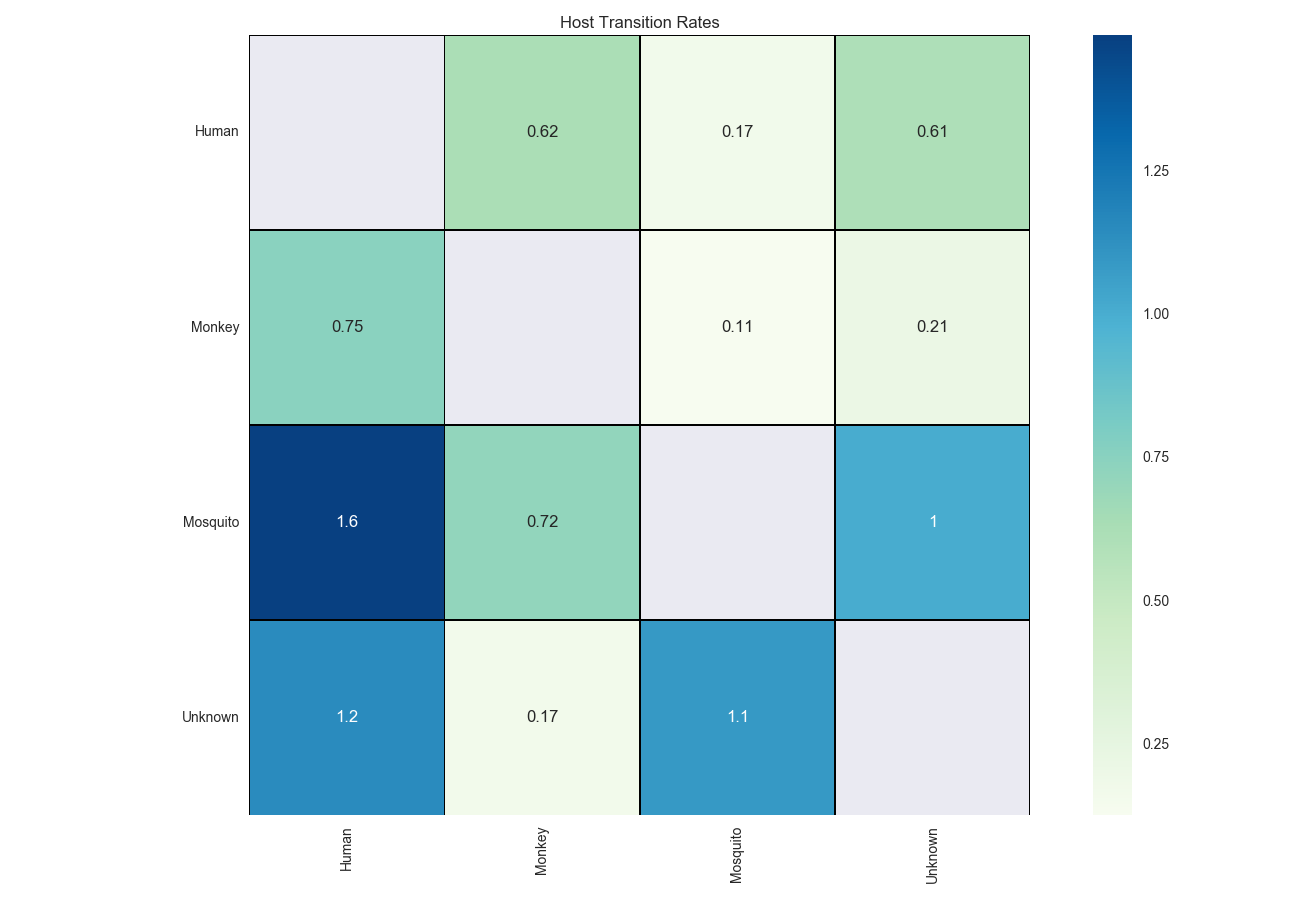 Host Transition Rates
Human 0.62 0.17 0.61
Monkey 0.75 0.11 0.21
Mosquito 1.6 0.72 1
Unknown 1.2 0.17 1.1
Human Monkey Mosquito Unknown
1.25
1.00
0.75
0.50
0.25